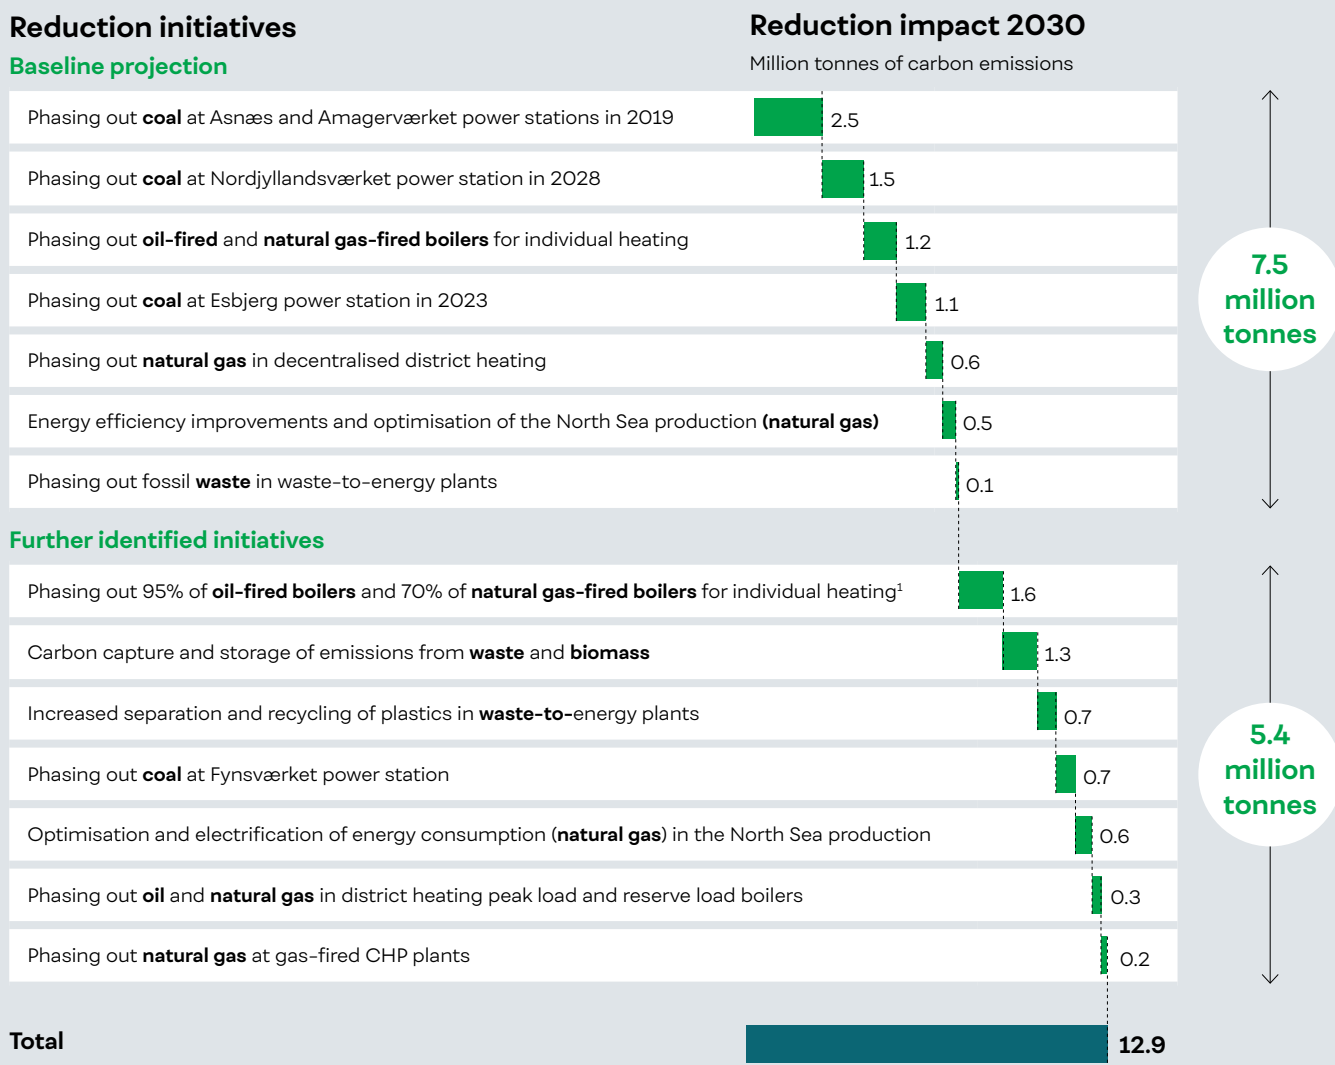 Reduction initiatives
Reduction impact 2030
Baseline projection
Million tonnes of carbon emissions
Phasing out coal at Asnæs and Amagerværket power stations in 2019
2.5
Phasing out coal at Nordjyllandsværket power station in 2028
1.5
Phasing out oil-fired and natural gas-fired boilers for individual heating
1.2
Phasing out coal at Esbjerg power station in 2023
1.1
Phasing out natural gas in decentralised district heating
0.6
Energy efficiency improvements and optimisation of the North Sea production (natural gas)
0.5
Phasing out fossil waste in waste-to-energy plants
0.1
7.5
million
tonnes
Further identified initiatives
Phasing out 95% of oil-fired boilers and 70% of natural gas-fired boilers for individual heating¹
1.6
Carbon capture and storage of emissions from waste and biomass
1.3
Increased separation and recycling of plastics in waste-to-energy plants
0.7
Phasing out coal at Fynsværket power station
0.7
Optimisation and electrification of energy consumption (natural gas) in the North Sea production
0.6
Phasing out oil and natural gas in district heating peak load and reserve load boilers
0.3
Phasing out natural gas at gas-fired CHP plants
0.2
5.4
million
tonnes
Total
12.9